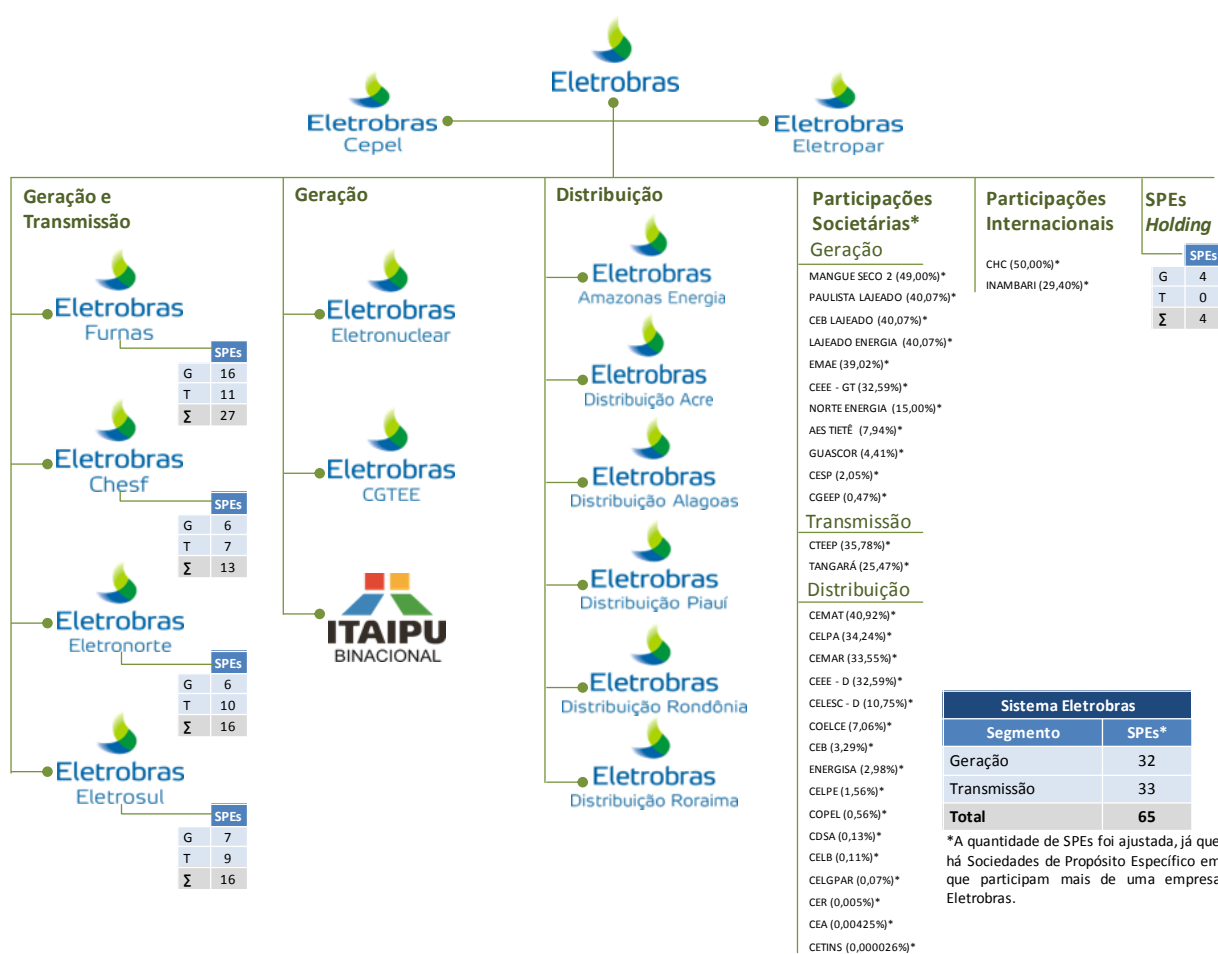 Eletrobras
Eletrobras
Cepel
Eletrobras
Eletropar
Geração e
Transmissão
Eletrobras
Furnas
SPEs
G 16
T 11
Σ 27
Eletrobras
Chesf
SPEs
G 6
T 7
Σ 13
Eletrobras
Eletronorte
SPEs
G 6
T 10
Σ 16
Eletrobras
Eletrosul
SPEs
G 7
T 9
Σ 16
Geração
Eletrobras
Eletronuclear
Eletrobras
CGTEE
ITAIPU
BINACIONAL
Distribuição
Eletrobras
Amazonas Energia
Eletrobras
Distribuição Acre
Eletrobras
Distribuição Alagoas
Eletrobras
Distribuição Piauí
Eletrobras
Distribuição Rondônia
Eletrobras
Distribuição Roraima
Participações
Societárias*
Geração
MANGUE SECO 2 (49,00%)*
PAULISTA LAJEADO (40,07%)*
CEB LAJEADO (40,07%)*
LAJEADO ENERGIA (40,07%)*
EMAE (39,02%)*
CEEE - GT (32,59%)*
NORTE ENERGIA (15,00%)*
AES TIETÊ (7,94%)*
GUASCOR (4,41%)*
CESP (2,05%)*
CGEEP (0,47%)*
Transmissão
CTEEP (35,78%)*
TANGARÁ (25,47%)*
Distribuição
CEMAT (40,92%)*
CELPA (34,24%)*
CEMAR (33,55%)*
CEEE - D (32,59%)*
CELESC - D (10,75%)*
COELCE (7,06%)*
CEB (3,29%)*
ENERGISA (2,98%)*
CELPE (1,56%)*
COPEL (0,56%)*
CDSA (0,13%)*
CELB (0,11%)*
CELGPAR (0,07%)*
CER (0,005%)*
CEA (0,00425%)*
CETINS (0,000026%)*
Participações
Internacionais
CHC (50,00%)*
INAMBARI (29,40%)*
SPEs
Holding
SPEs
G 4
T 0
Σ 4
Sistema Eletrobras
Segmento SPEs*
Geração 32
Transmissão 33
Total 65
*A quantidade de SPEs foi ajustada, já que
há Sociedades de Propósito Específico em
que participam mais de uma empresa
Eletrobras.